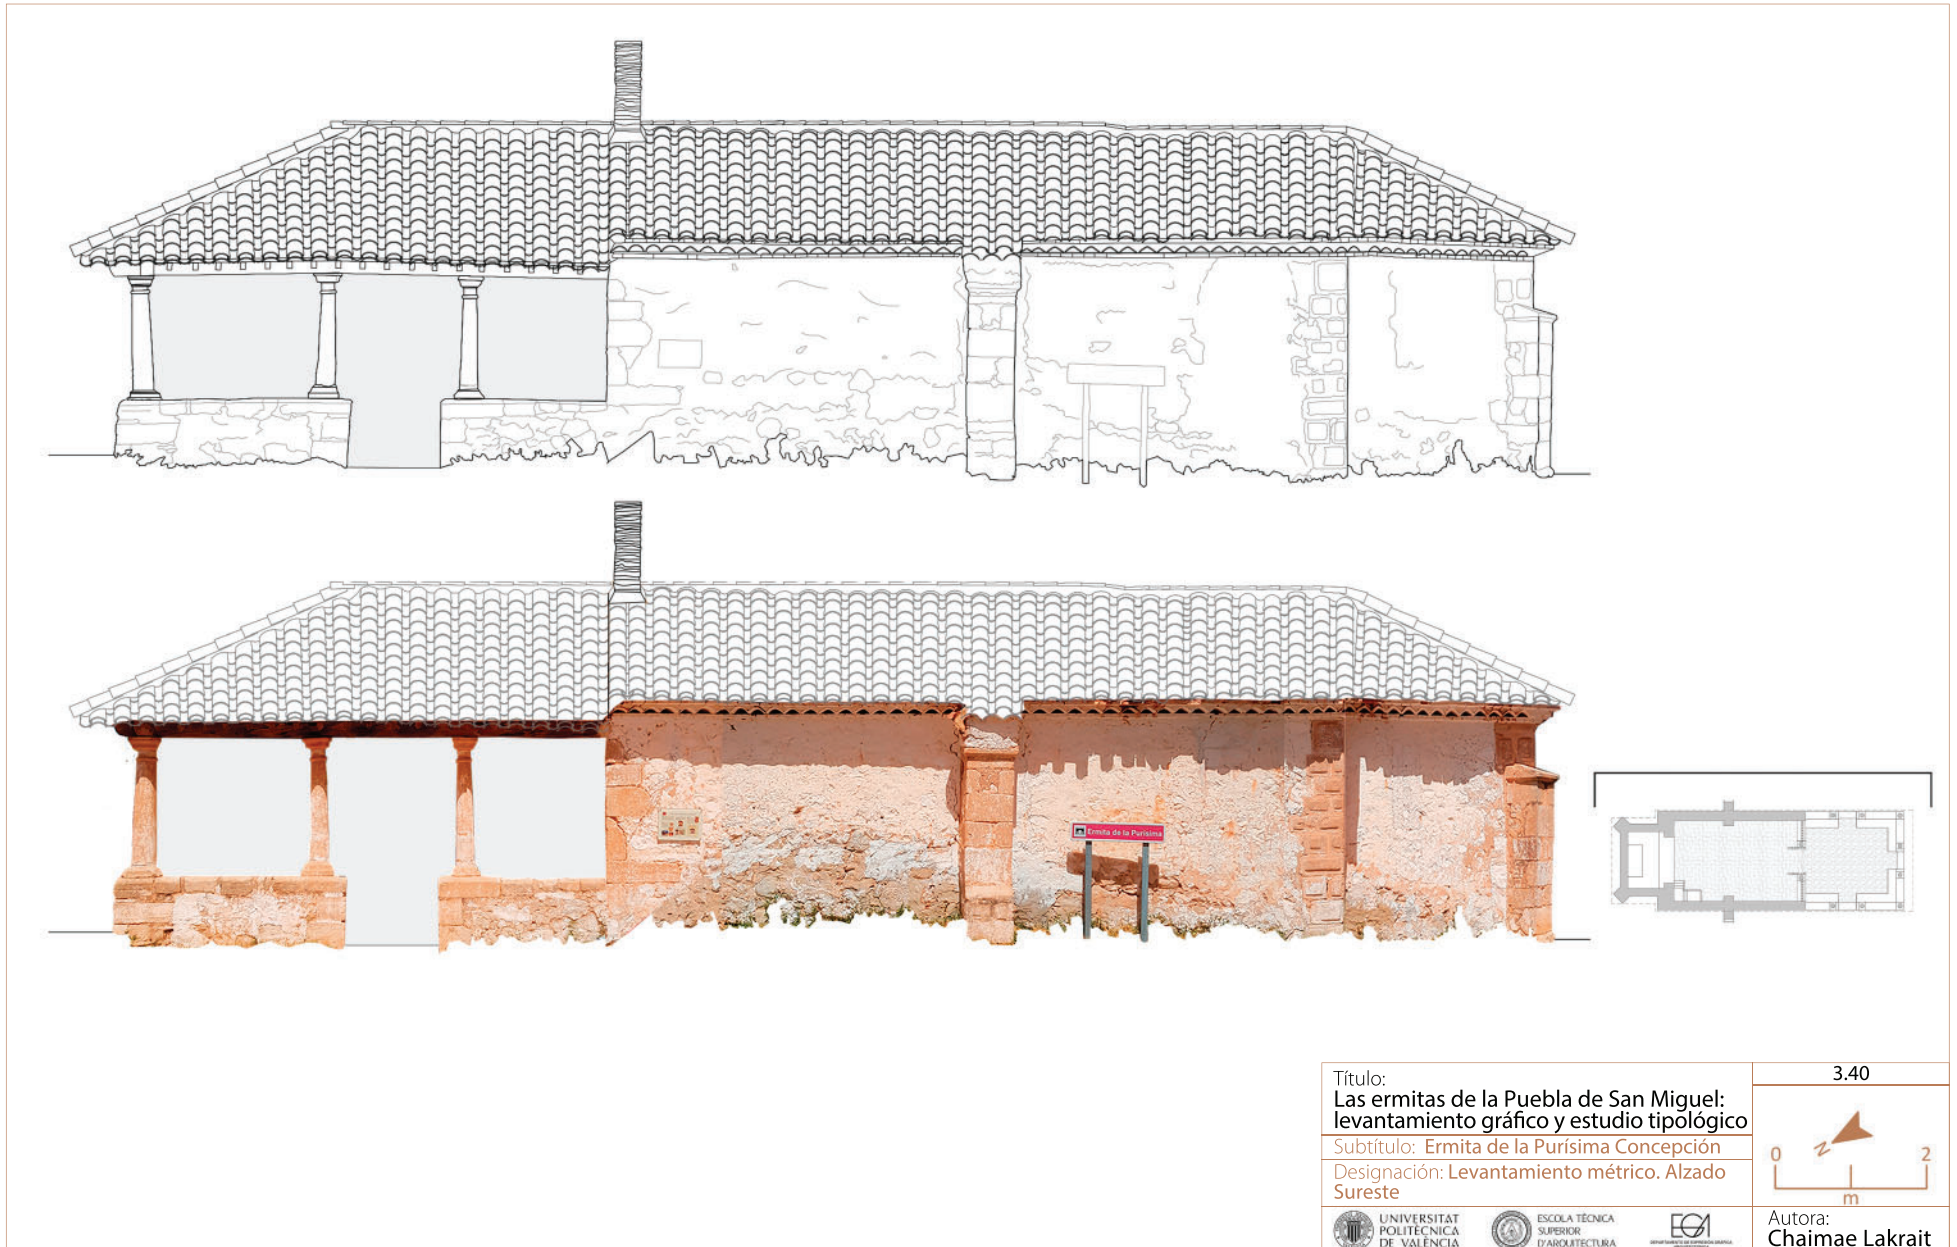 Ermita de la Purísima
Título:
Las ermitas de la Puebla de San Miguel:
levantamiento gráfico y estudio tipológico
Subtítulo: Ermita de la Purísima Concepción
Designación: Levantamiento métrico. Alzado
Sureste
UNIVERSITAT
POLITÈCNICA
DE VALÈNCIA
ESCOLA TÈCNICA
SUPERIOR
D'ARQUITECTURA
EGA
3.40
N
0 2
m
Autora:
Chaimae Lakrait